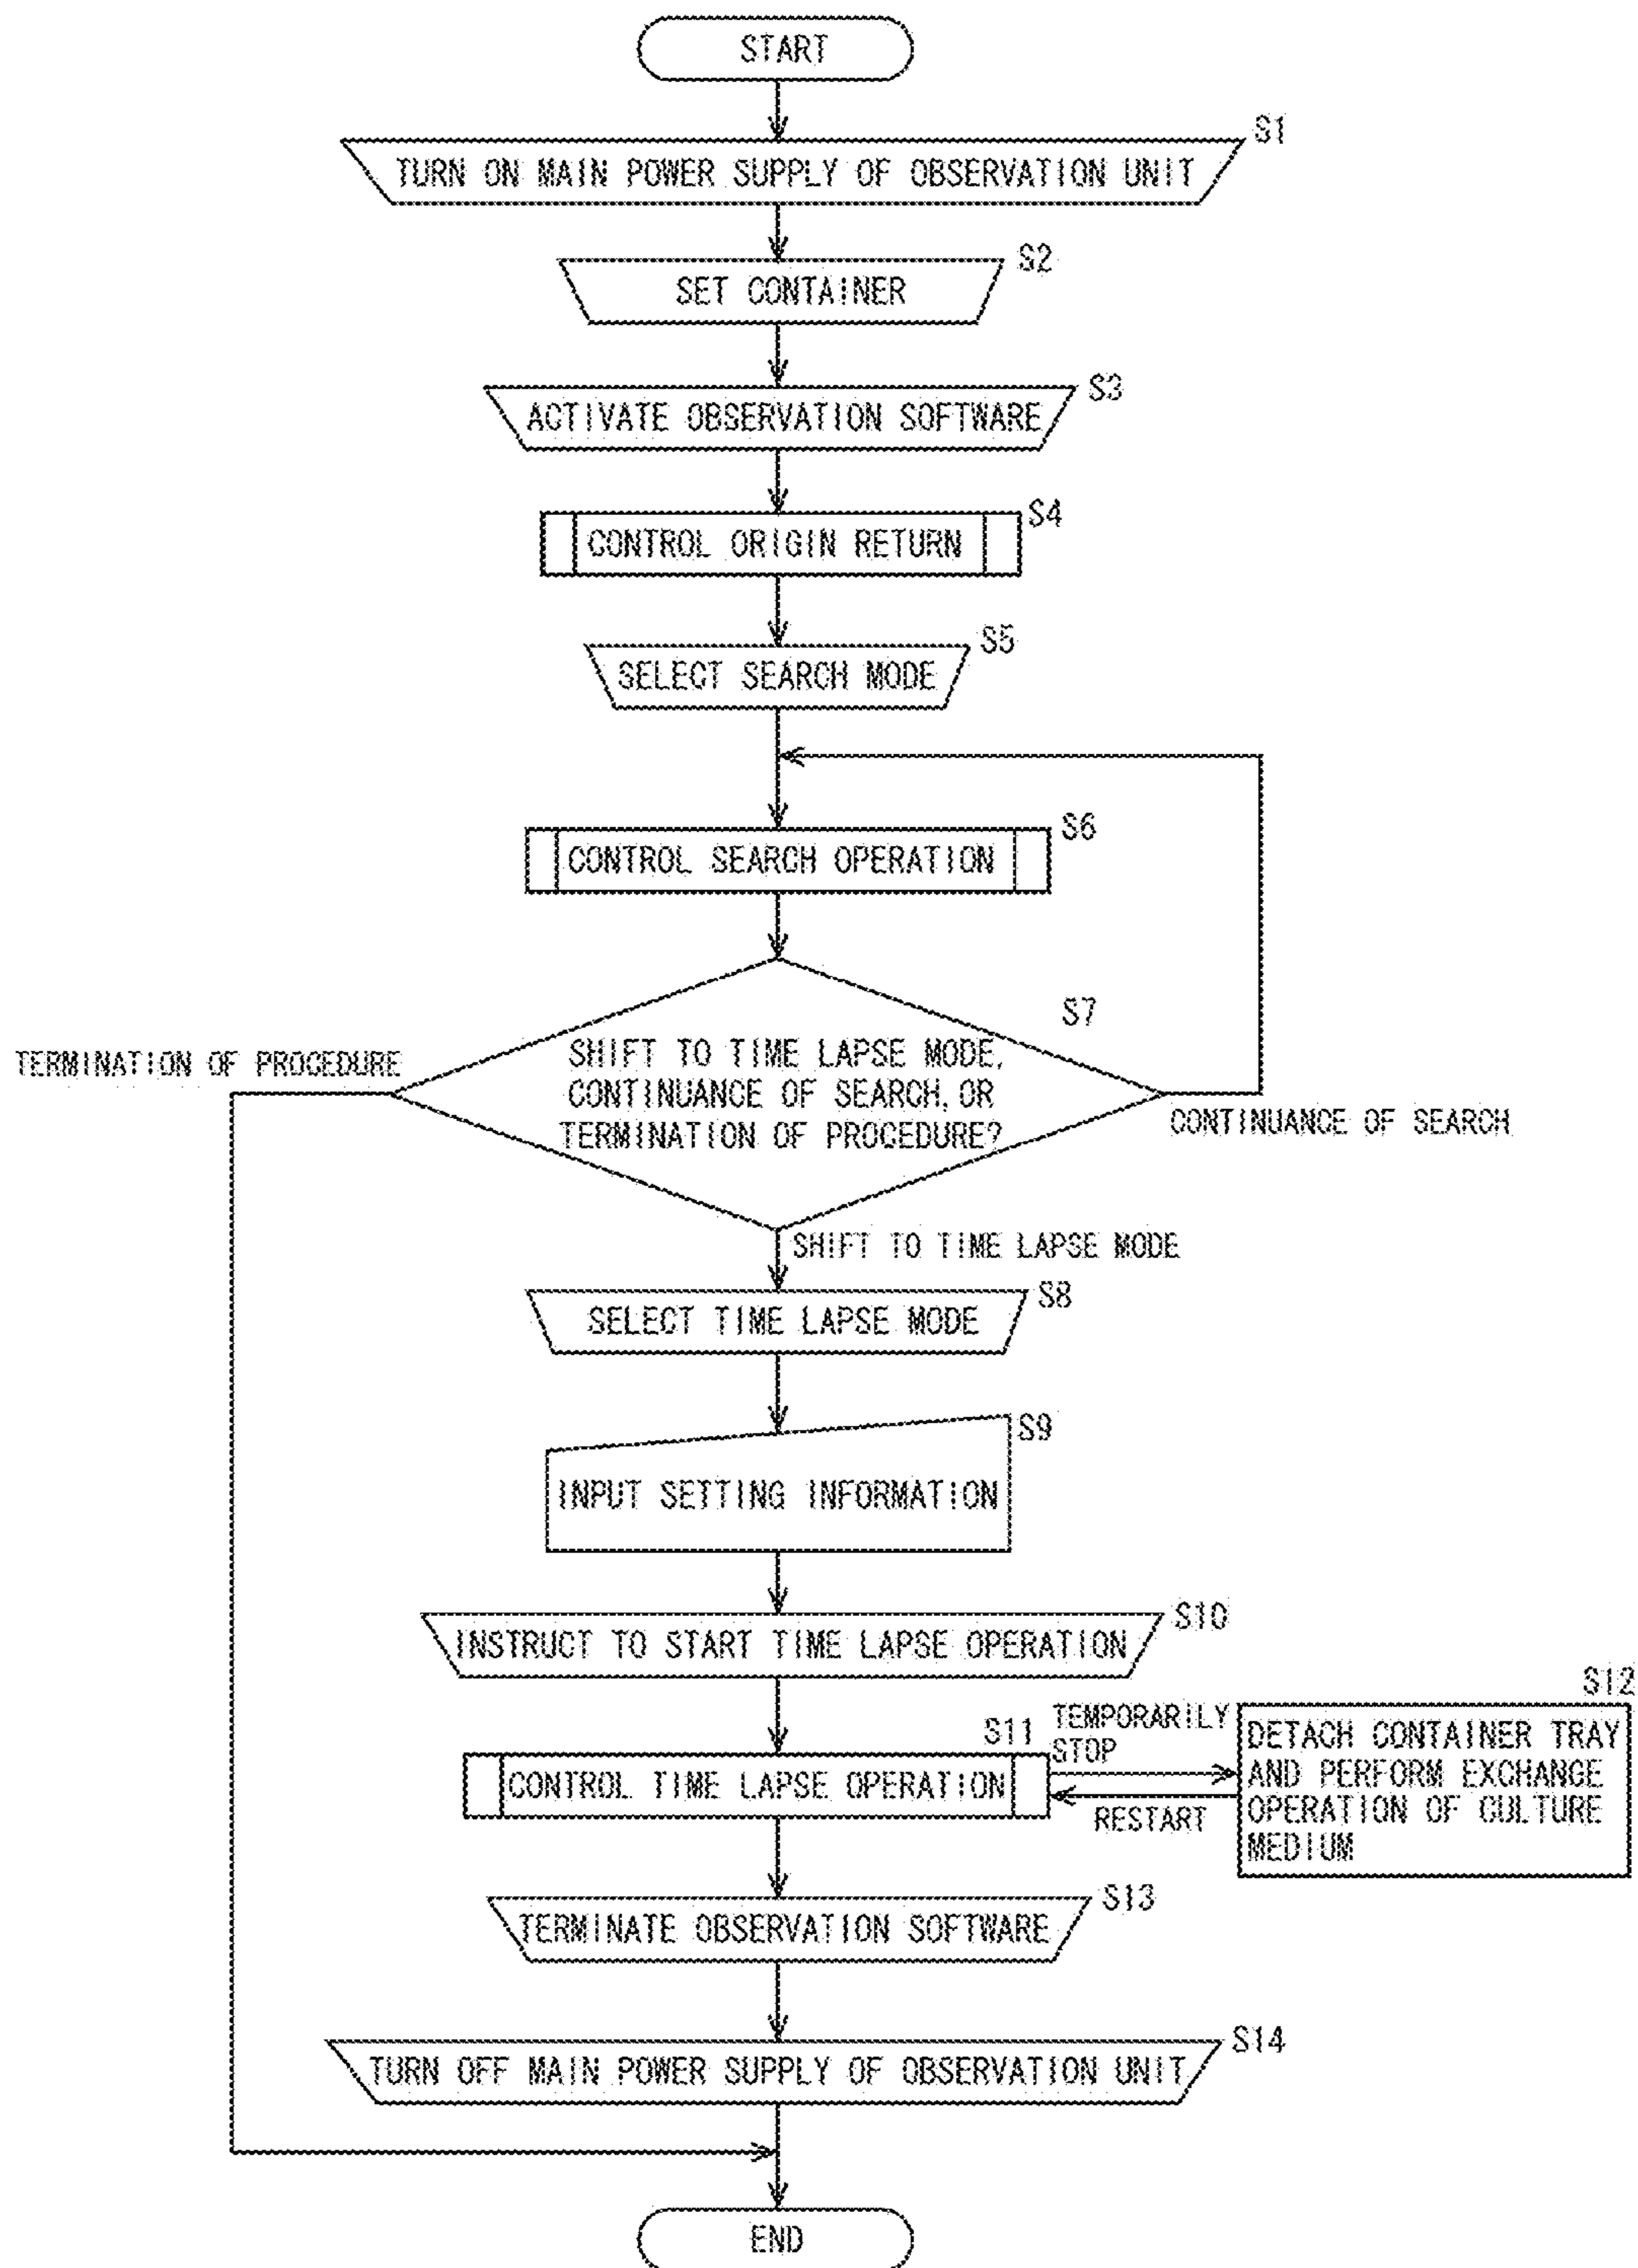 START
S1
TURN ON MAIN POWER SUPPLY OF OBSERVATION UNIT
S2
SET CONTAINER
S3
ACTIVATE OBSERVATION SOFTWARE
S4
CONTROL ORIGIN RETURN
S5
SELECT SEARCH MODE
S6
CONTROL SEARCH OPERATION
S7
TERMINATION OF PROCEDURE
SHIFT TO TIME LAPSE MODE,
CONTINUANCE OF SEARCH, OR
TERMINATION OF PROCEDURE?
CONTINUANCE OF SEARCH
SHIFT TO TIME LAPSE MODE
S8
SELECT TIME LAPSE MODE
S9
INPUT SETTING INFORMATION
S10
INSTRUCT TO START TIME LAPSE OPERATION
S11
CONTROL TIME LAPSE OPERATION
TEMPORARILY
STOP
RESTART
S12
DETACH CONTAINER TRAY
AND PERFORM EXCHANGE
OPERATION OF CULTURE
MEDIUM
S13
TERMINATE OBSERVATION SOFTWARE
S14
TURN OFF MAIN POWER SUPPLY OF OBSERVATION UNIT
END